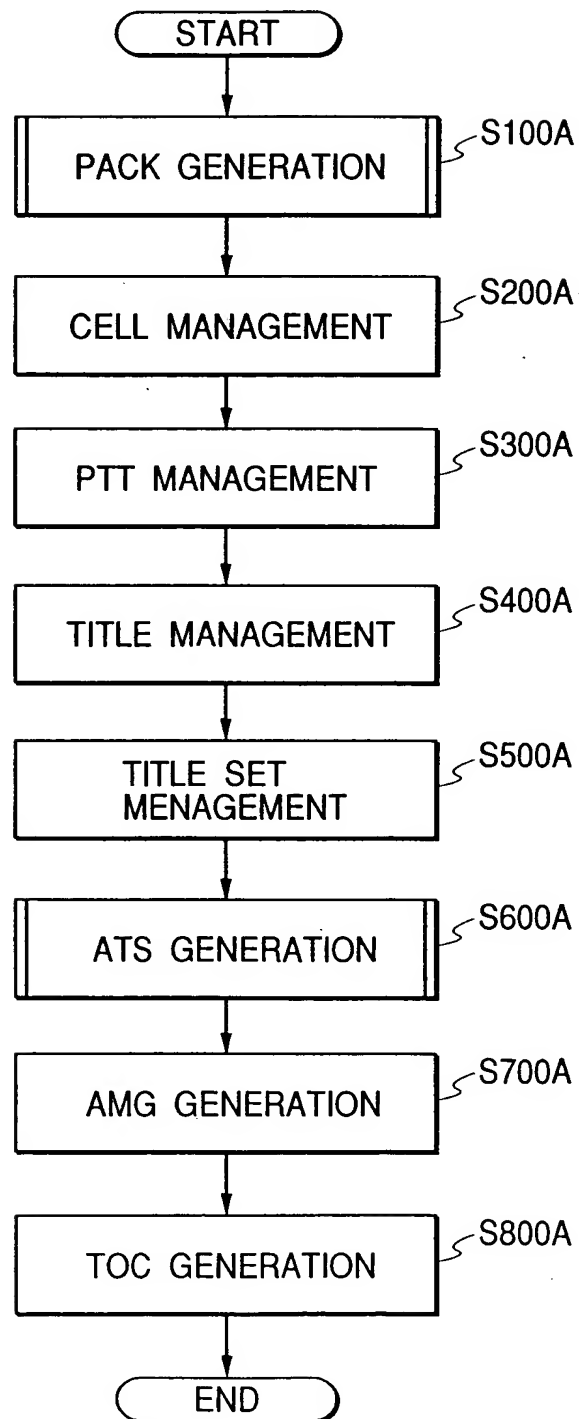 START
PACK GENERATION
S100A
CELL MANAGEMENT
S200A
PTT MANAGEMENT
S300A
TITLE MANAGEMENT
S400A
TITLE SET
MENAGEMENT
S500A
ATS GENERATION
S600A
AMG GENERATION
S700A
TOC GENERATION
S800A
END